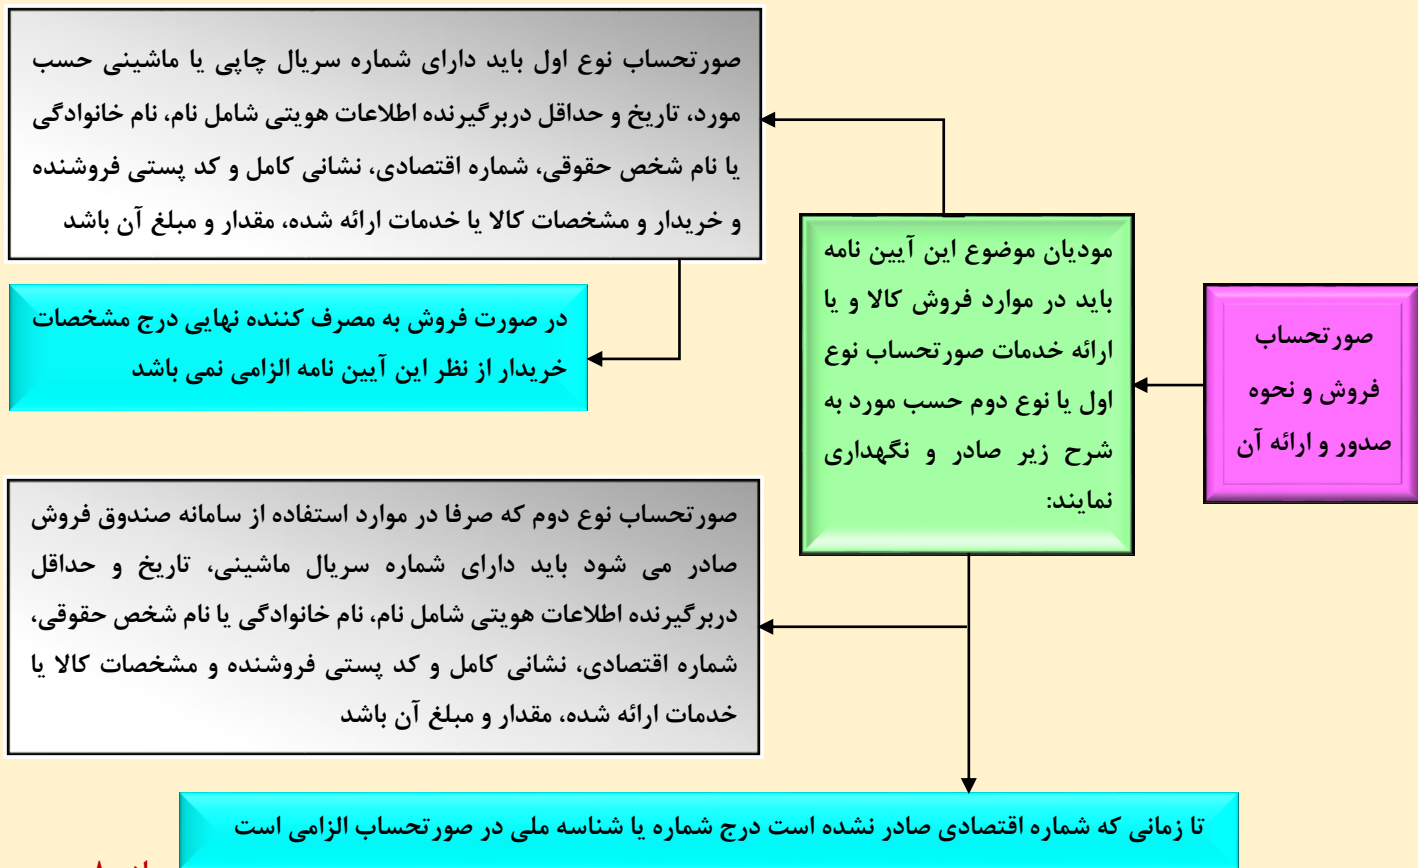 صورتحساب
فروش و نحوه
صدور و ارائه آن
مودیان موضوع این آیین نامه
باید در موارد فروش کالا و یا
ارائه خدمات صورتحساب نوع
اول یا نوع دوم حسب مورد به
شرح زیر صادر و نگهداری
نمایند:
صورتحساب نوع اول باید دارای شماره سریال چاپی یا ماشینی حسب
مورد، تاریخ و حداقل دربرگیرنده اطلاعات هویتی شامل نام، نام خانوادگی
یا نام شخص حقوقی، شماره اقتصادی، نشانی کامل و کد پستی فروشنده
و خریدار و مشخصات کالا یا خدمات ارائه شده، مقدار و مبلغ آن باشد
در صورت فروش به مصرف کننده نهایی درج مشخصات
خریدار از نظر این آیین نامه الزامی نمی باشد
صورتحساب نوع دوم که صرفا در موارد استفاده از سامانه صندوق فروش
صادر می شود باید دارای شماره سریال ماشینی، تاریخ و حداقل
دربرگیرنده اطلاعات هویتی شامل نام، نام خانوادگی یا نام شخص حقوقی،
شماره اقتصادی، نشانی کامل و کد پستی فروشنده و مشخصات کالا یا
خدمات ارائه شده، مقدار و مبلغ آن باشد
تا زمانی که شماره اقتصادی صادر نشده است درج شماره یا شناسه ملی در صورتحساب الزامی است